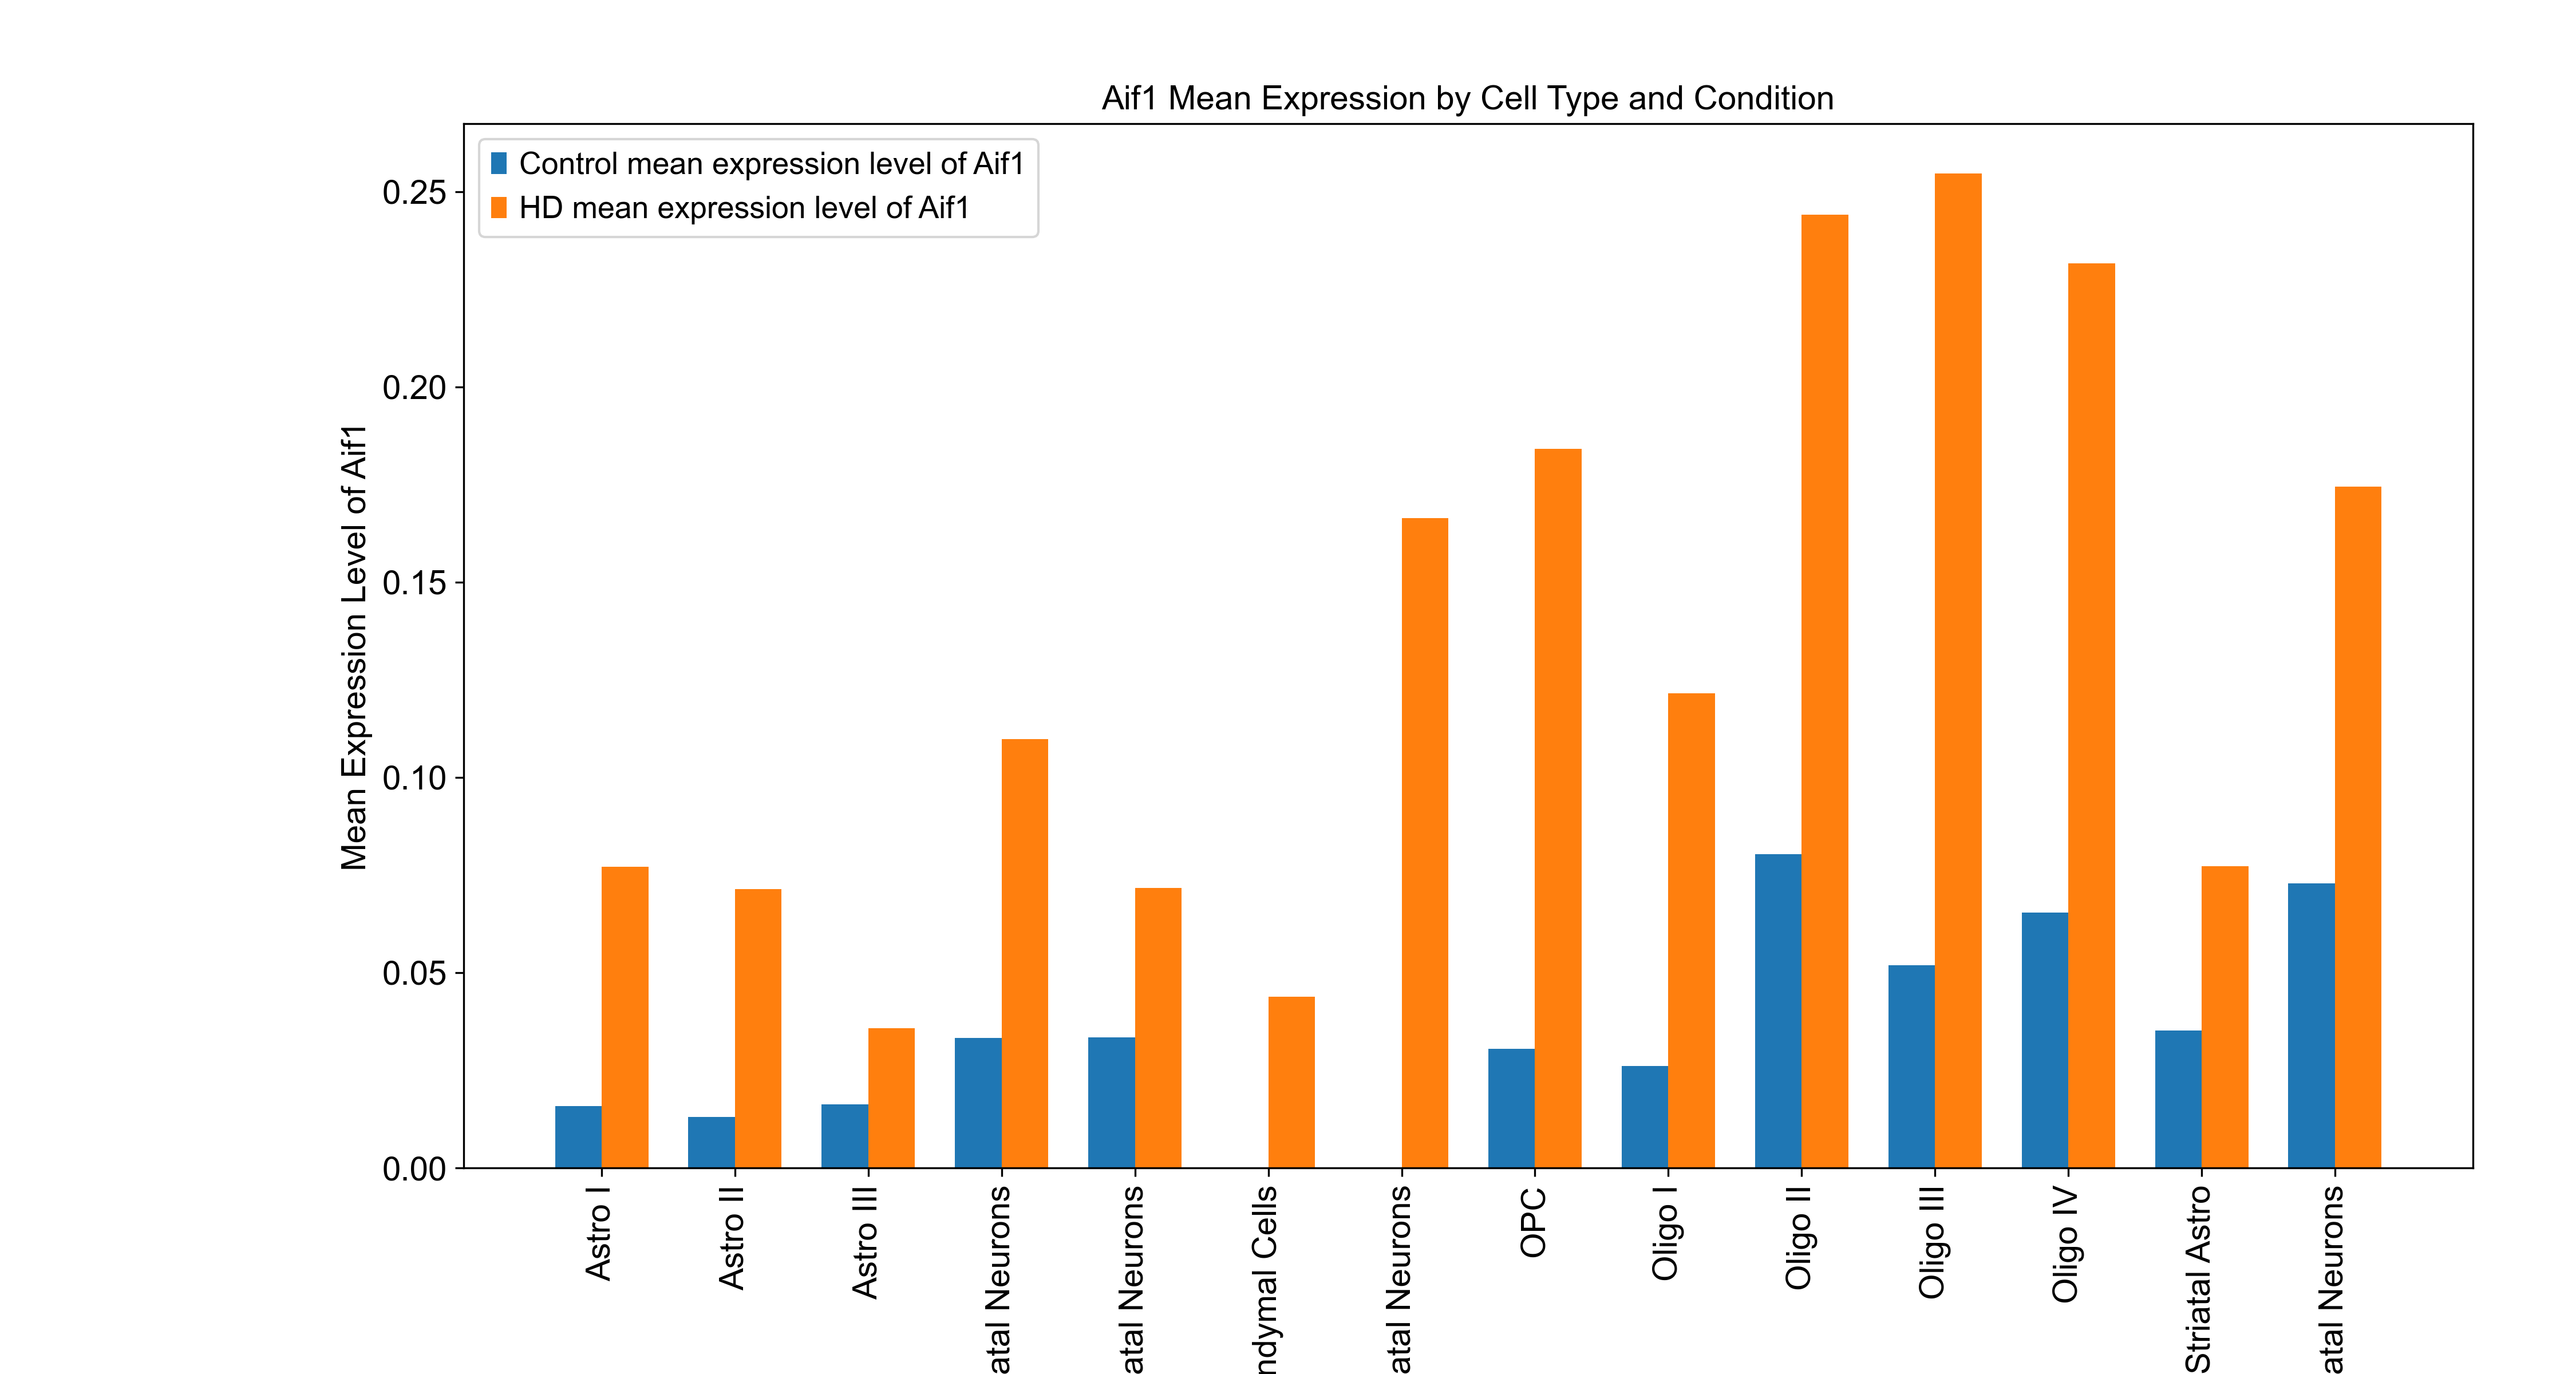 Aif1 Mean Expression by Cell Type and Condition
Control mean expression level of Aif1
HD mean expression level of Aif1
Mean Expression Level of Aif1
0.25
0.20
0.15
0.10
0.05
0.00
Astro I
Astro II
Astro III
atal Neurons
atal Neurons
ndymal Cells
atal Neurons
OPC
Oligo I
Oligo II
Oligo III
Oligo IV
Striatal Astro
atal Neurons